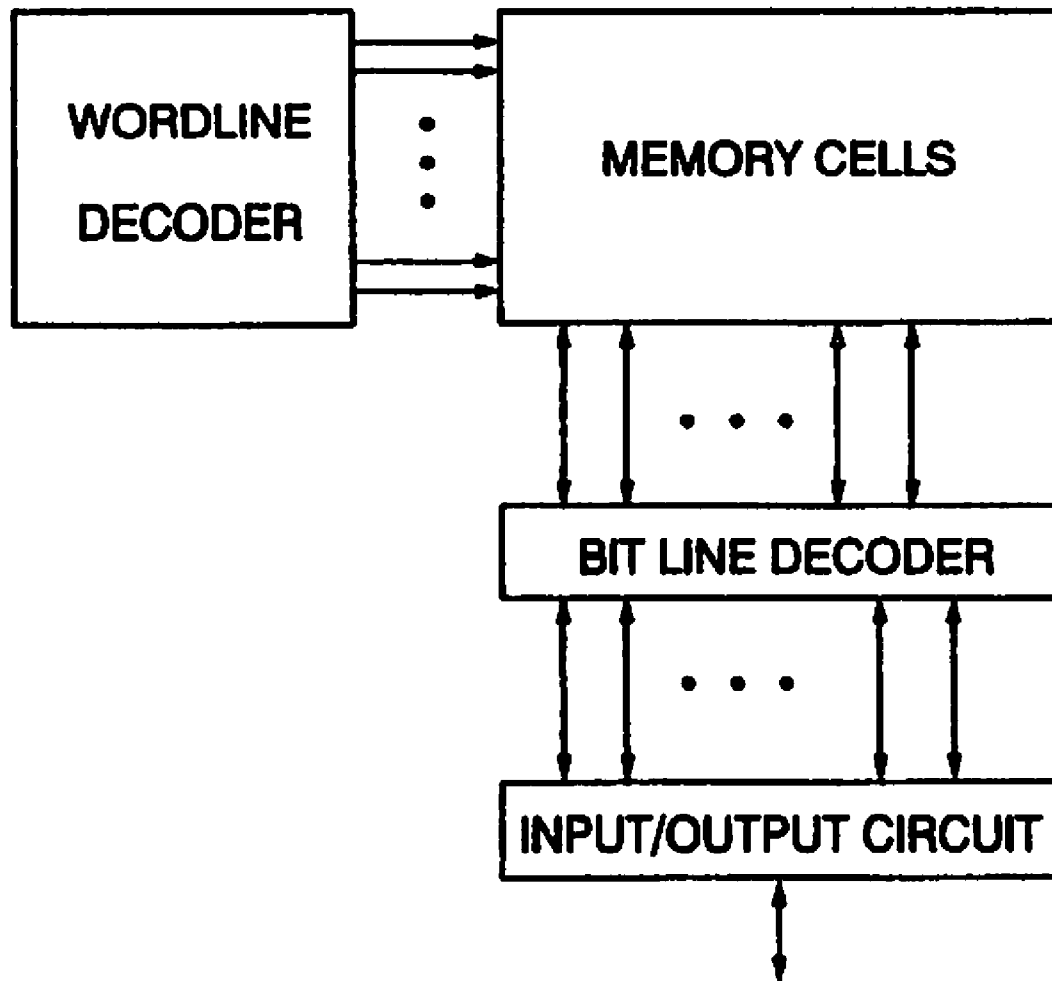 WORDLINE
DECODER
MEMORY CELLS
BIT LINE DECODER
INPUT/OUTPUT CIRCUIT